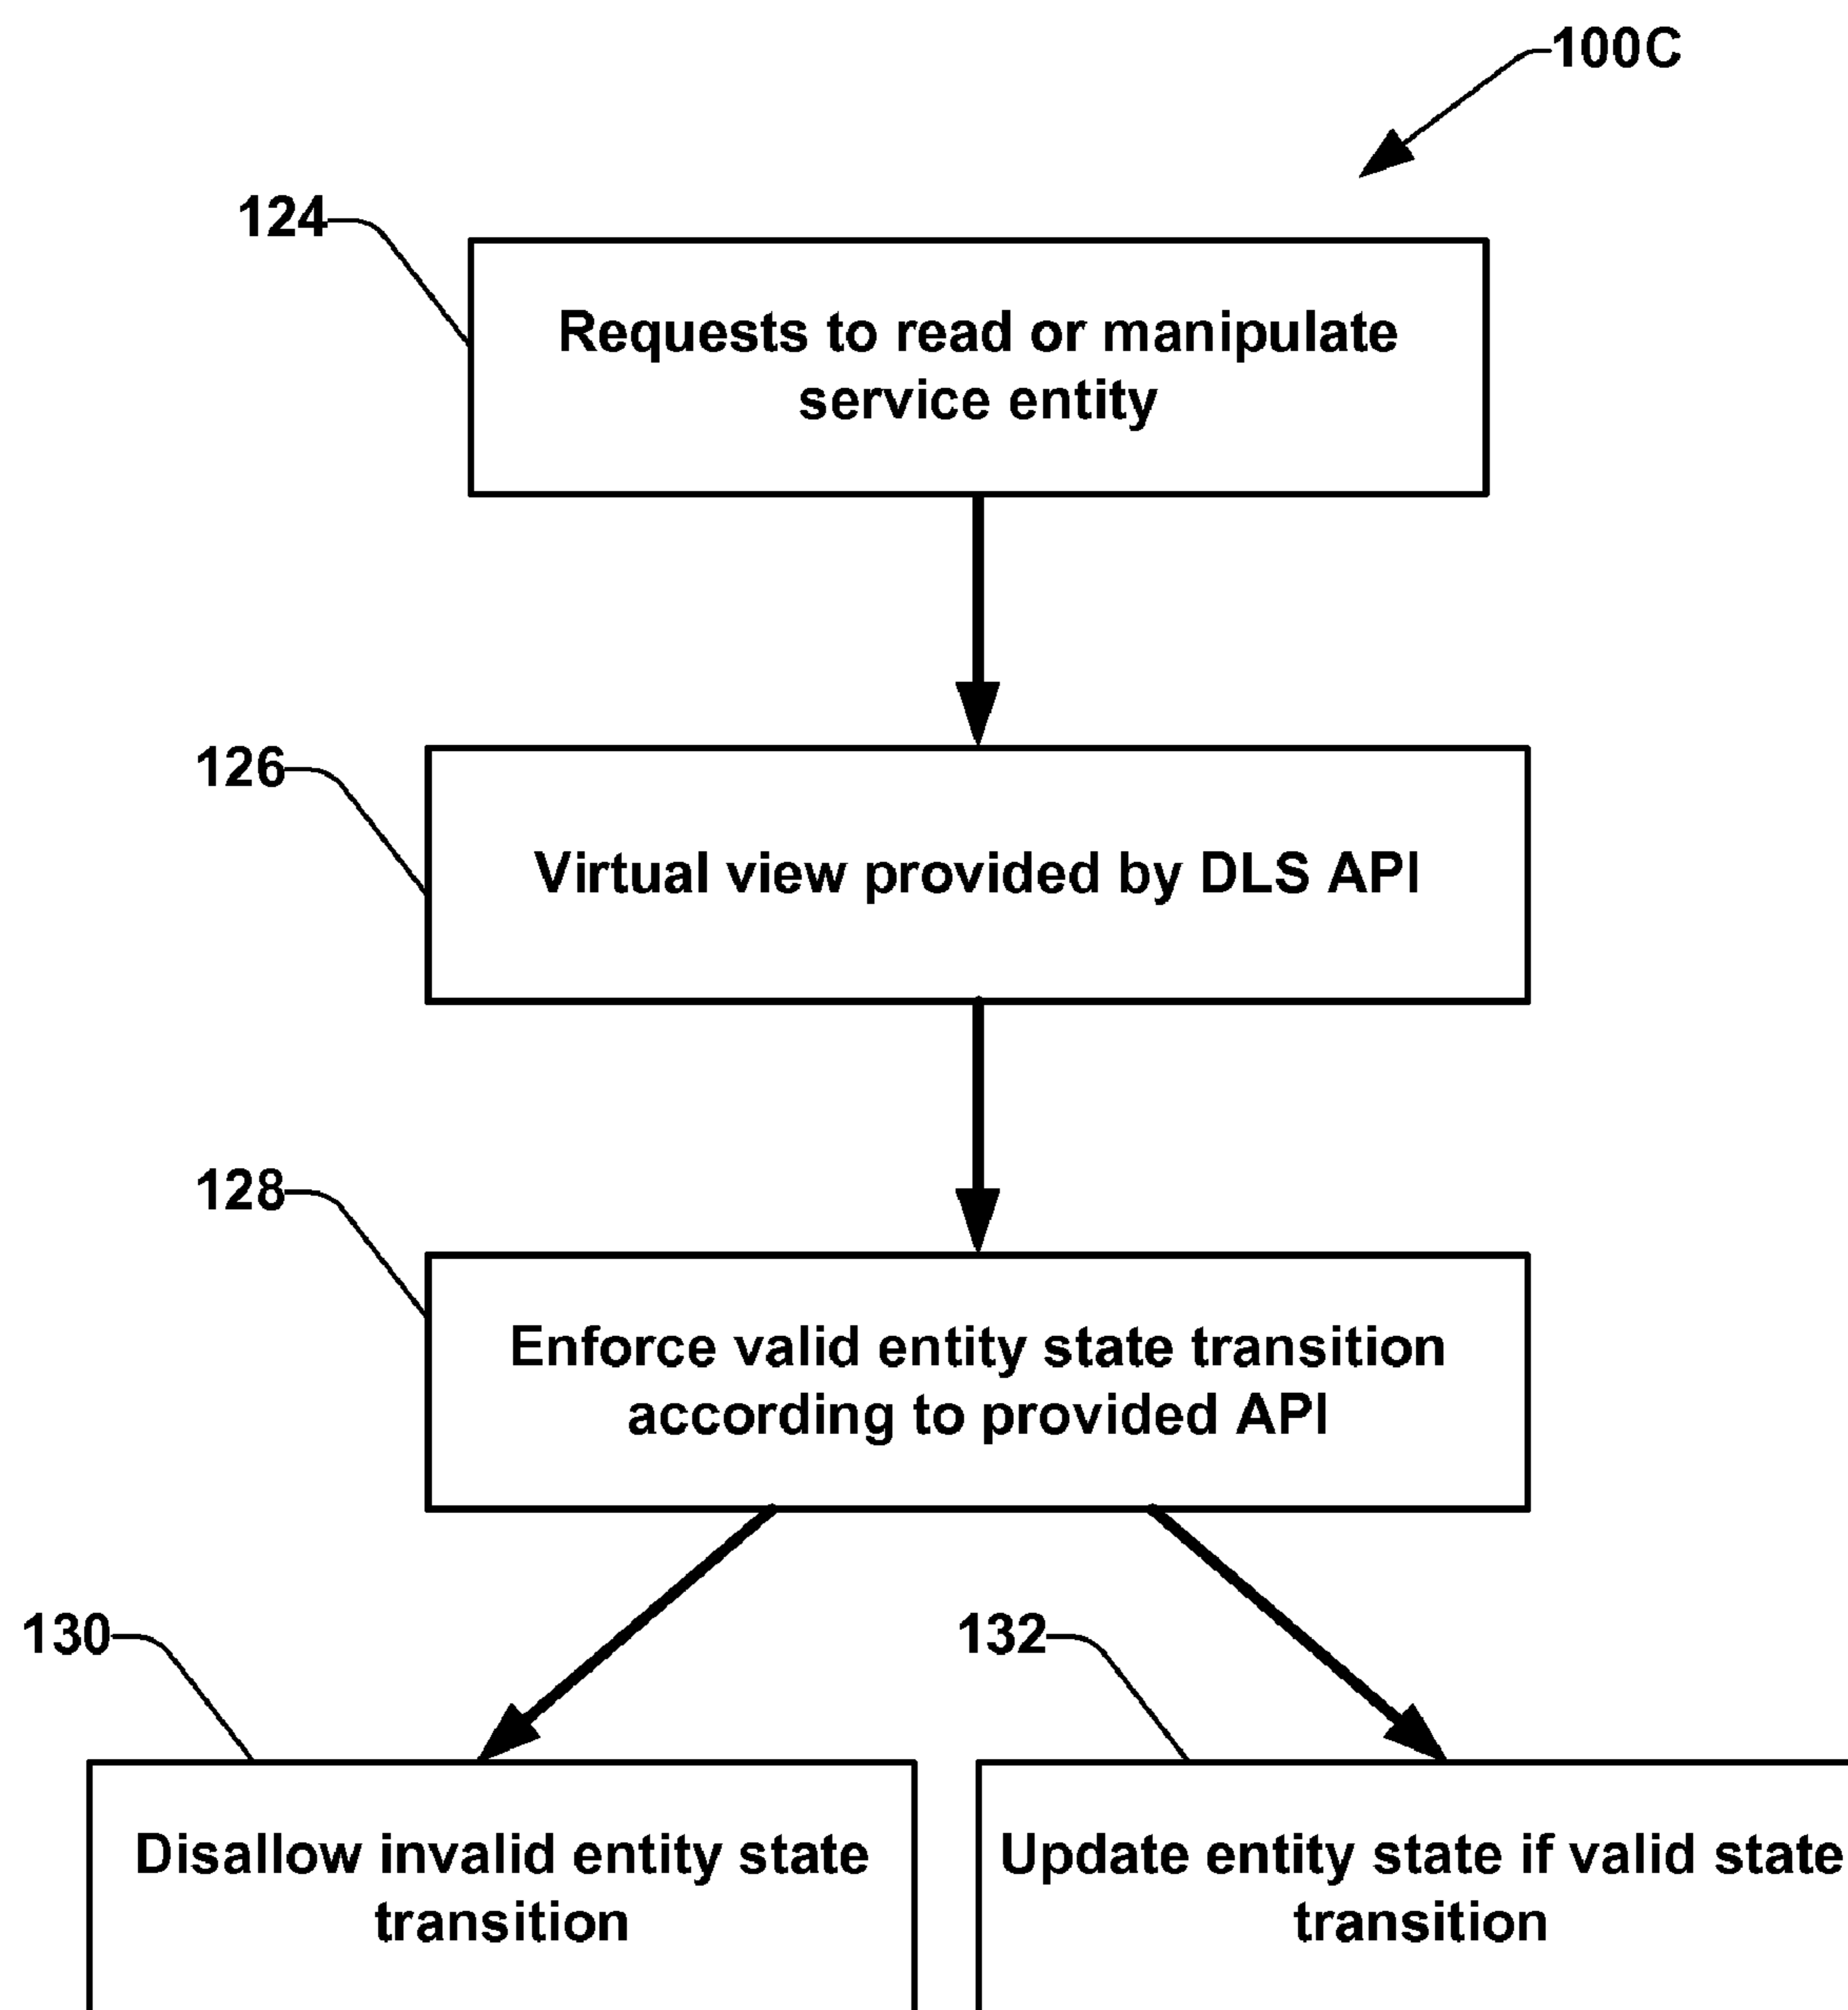 100C
124
Requests to read or manipulate
service entity
126
Virtual view provided by DLS API
128
Enforce valid entity state transition
according to provided API
130
132
Disallow invalid entity state
transition
Update entity state if valid state
transition